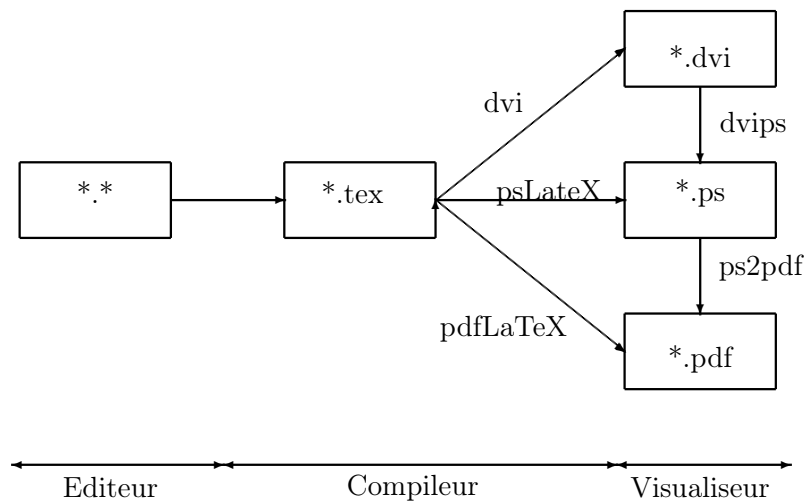 *.dvi
dvi
dvips
*.*
*.tex
psLateX
*.ps
ps2pdf
pdfLaTeX
*.pdf
Editeur
Compileur
Visualiseur